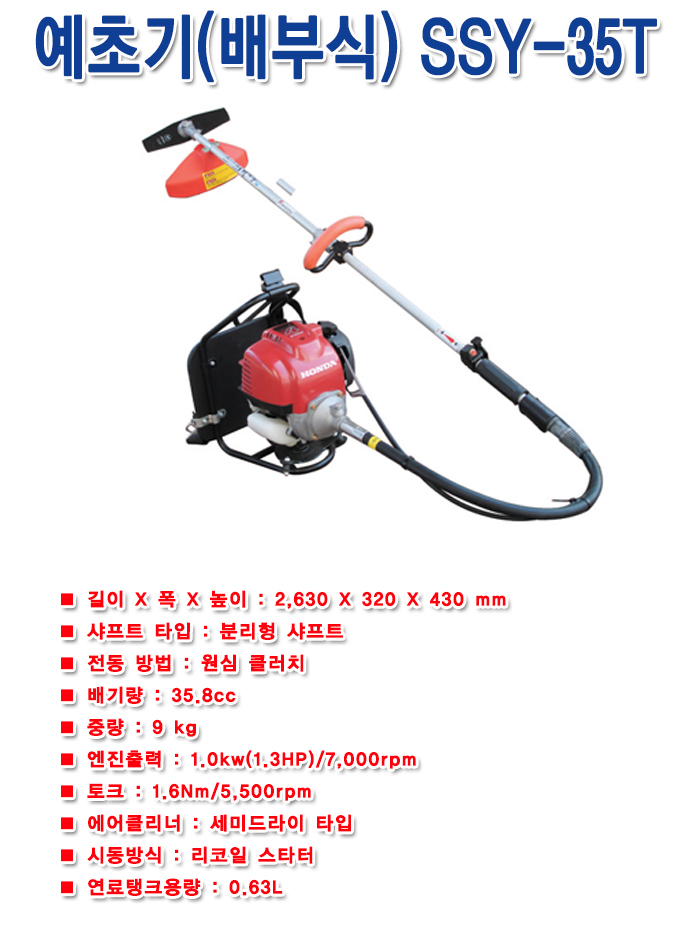 예초기(배부식) SSY-35T
HONDA
■ 길이 X 폭 X 높이 : 2,630 X 320 X 430 mm
■ 샤프트 타입 : 분리형 샤프트
■ 전동 방법 : 원심 클러치
■ 배기량 : 35.8cc
■ 중량 : 9 kg
■ 엔진출력 : 1.0kw(1.3HP)/7,000rpm
■ 토크 : 1.6Nm/5,500rpm
■ 에어클리너 : 세미드라이 타입
■ 시동방식 : 리코일 스타터
■ 연료탱크용량 : 0.63L